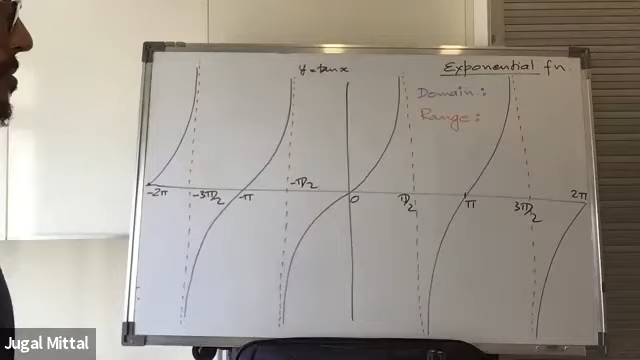 y = tan x
Exponential fn.
Domain :
Range :
-2π
-3π/2
-π
-π/2
0
π/2
π
3π/2
2π
Jugal Mittal